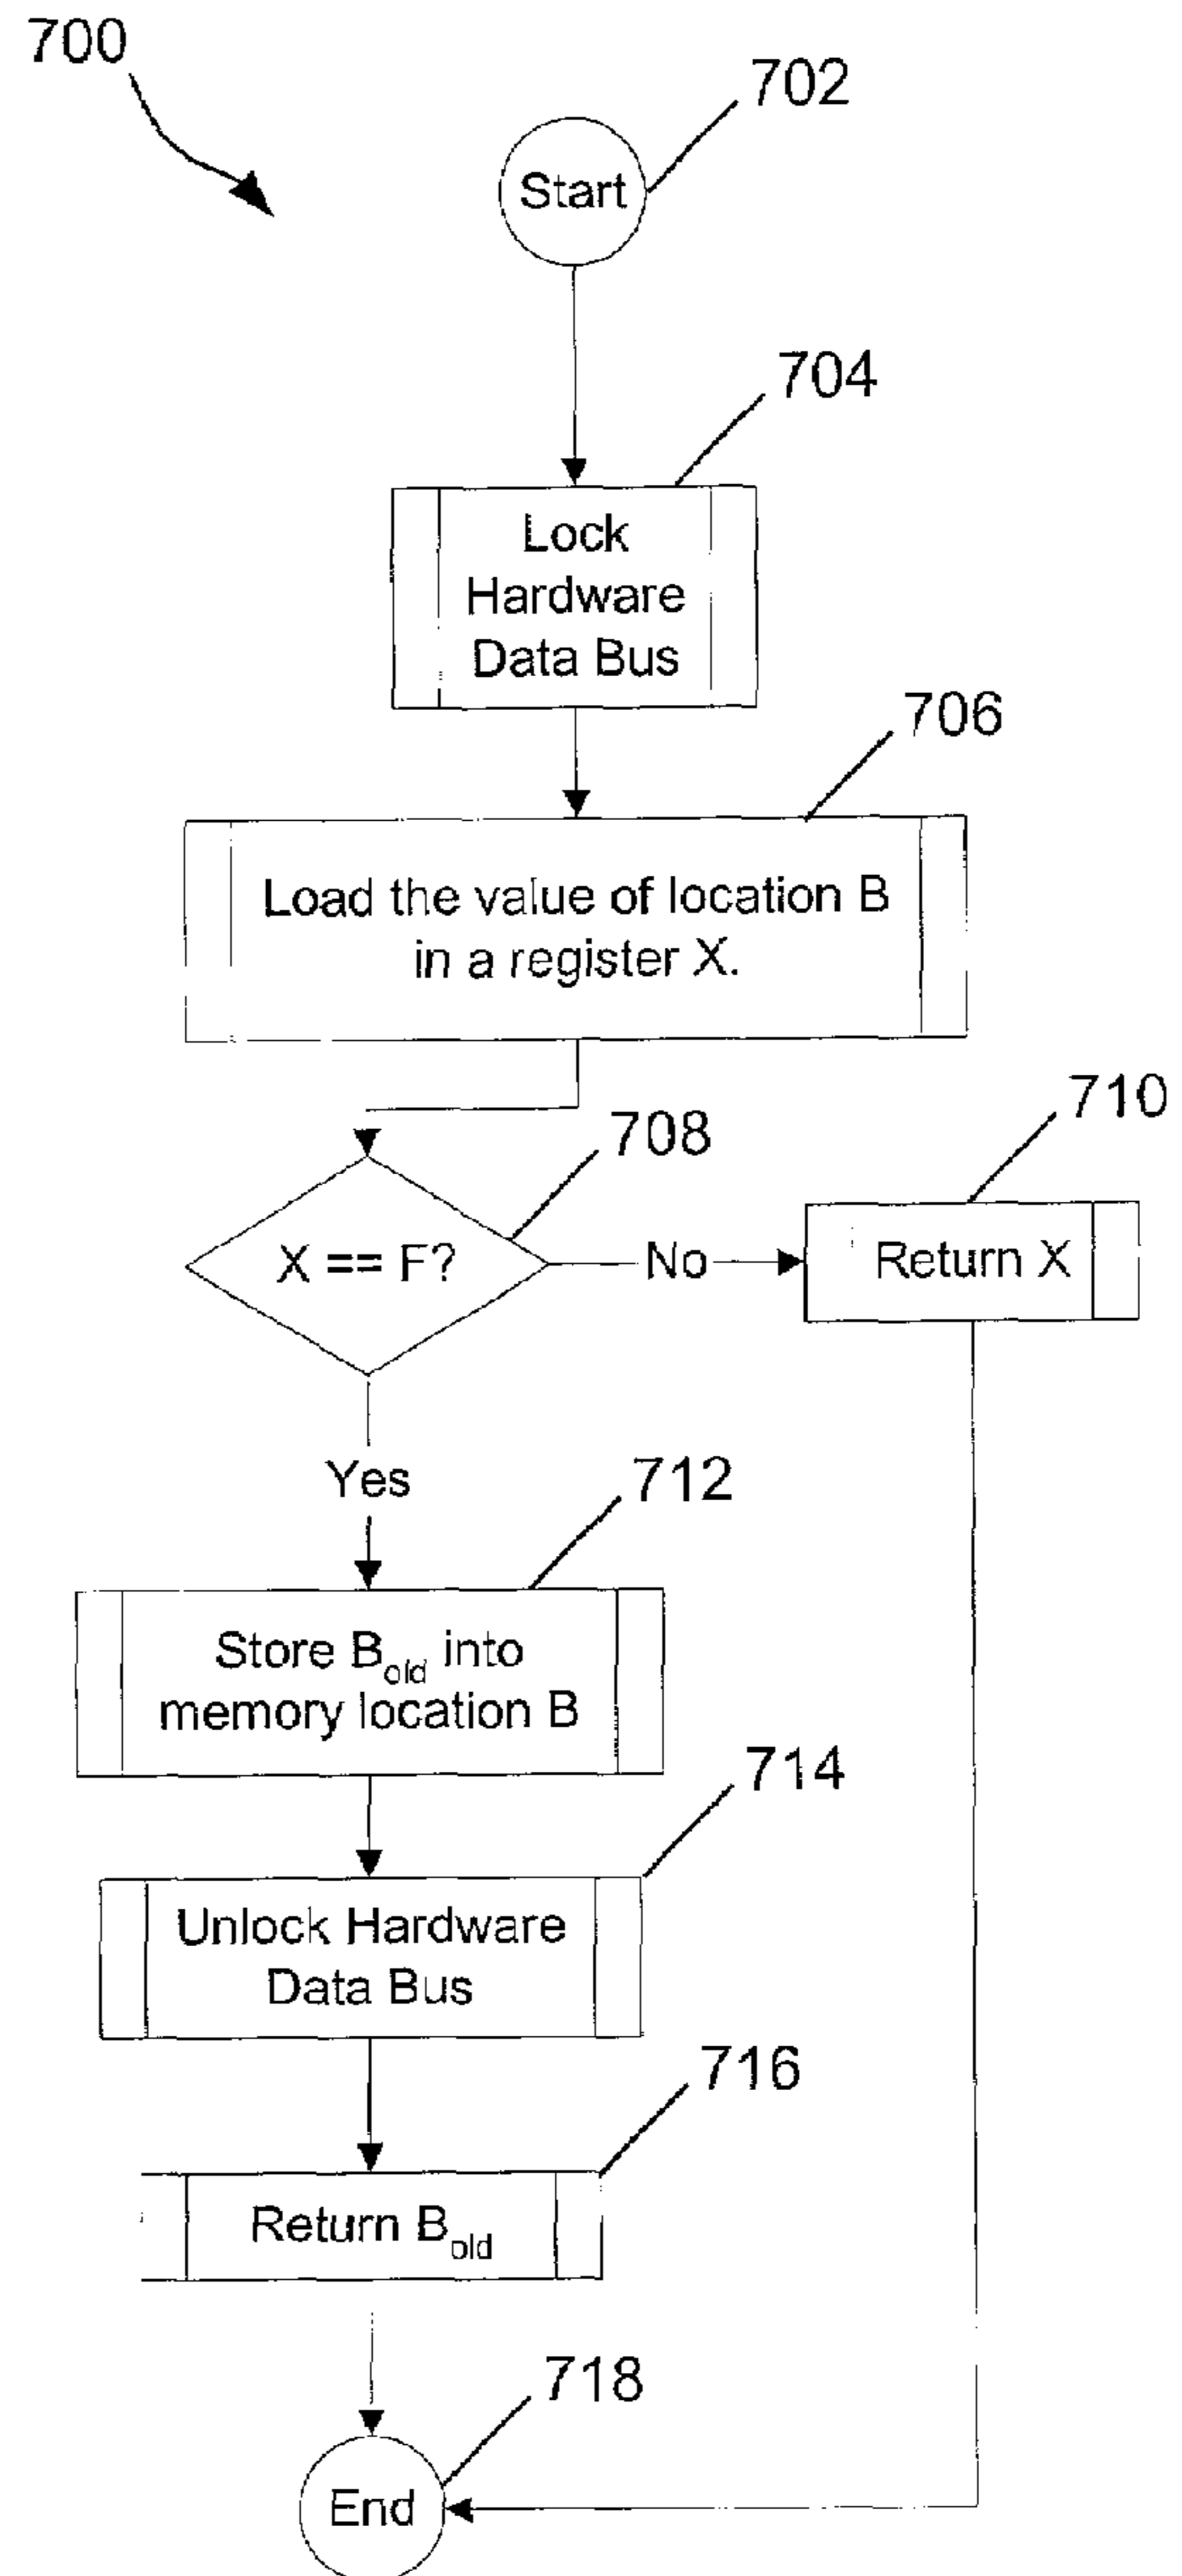 700
702
Start
704
Lock
Hardware
Data Bus
706
Load the value of location B
in a register X.
708
710
X == F?
No
Return X
Yes
712
Store Bold into
memory location B
714
Unlock Hardware
Data Bus
716
Return Bold
718
End